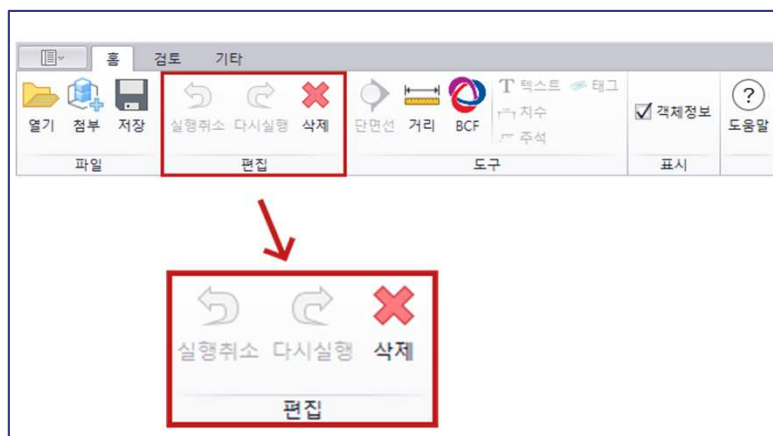 홈 검토 기타
열기 첨부 저장 실행취소 다시실행 삭제 단면선 거리 BCF T 텍스트 태그
치수
주석
객체정보 ? 도움말
파일 편집 도구 표시
실행취소 다시실행 삭제
편집